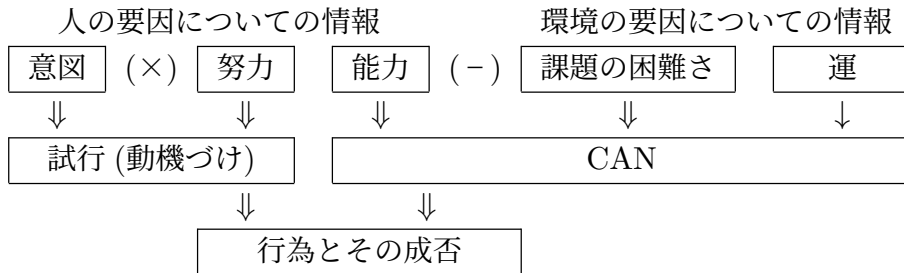 人の要因についての情報 環境の要因についての情報
意図 (×) 努力 能力 (−) 課題の困難さ 運
⇓ ⇓ ⇓ ⇓ ↓
試行 (動機づけ) CAN
⇓ ⇓
行為とその成否